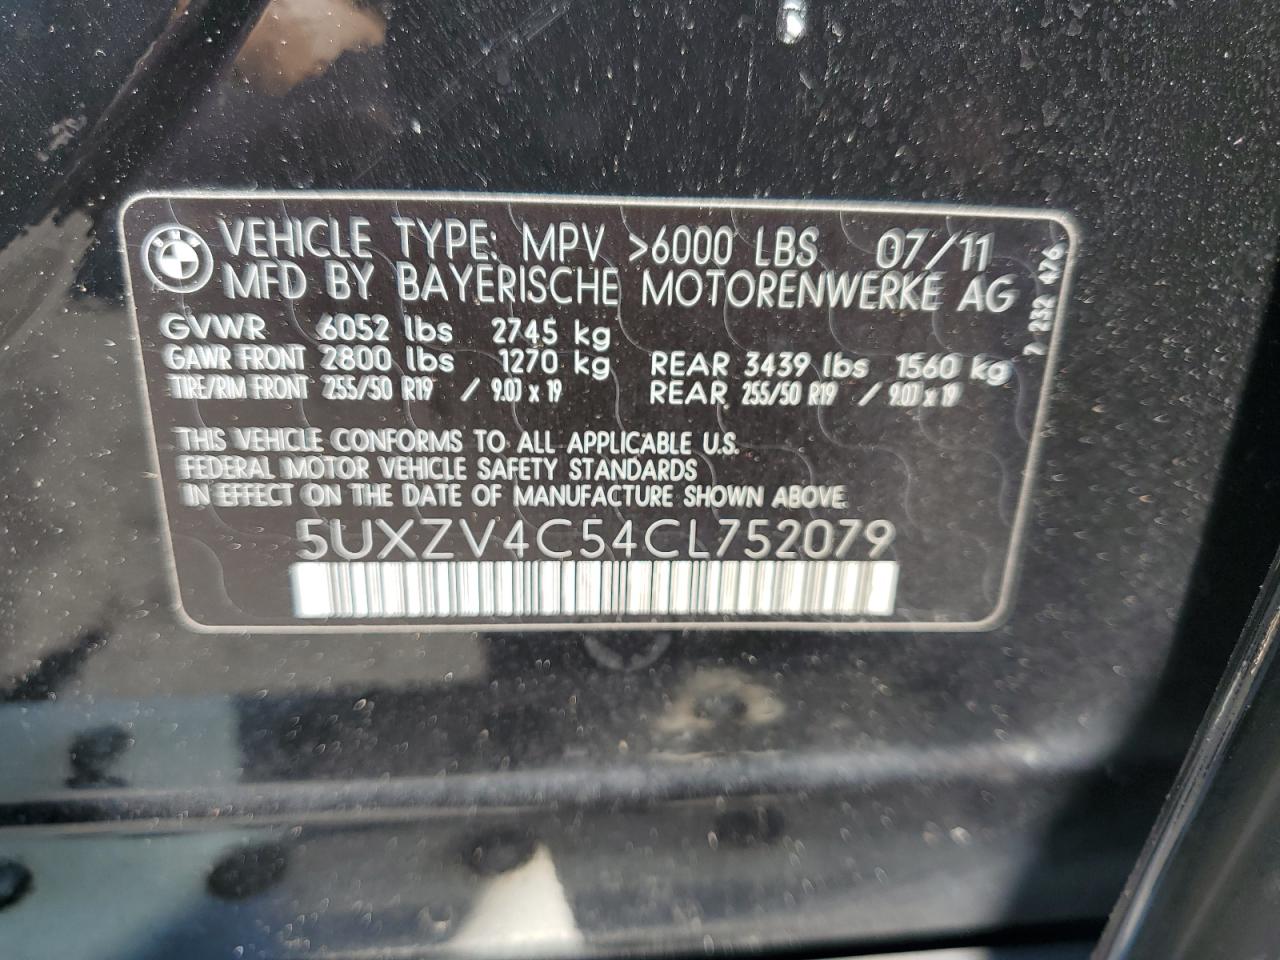 VEHICLE TYPE: MPV >6000 LBS 07/11
MFD BY BAYERISCHE MOTORENWERKE AG
GVWR 6052 lbs 2745 kg
GAWR FRONT 2800 lbs 1270 kg REAR 3439 lbs 1560 kg
TIRE/RIM FRONT 255/50 R19 / 9.0J x 19 REAR 255/50 R19 / 9.0J x 19
THIS VEHICLE CONFORMS TO ALL APPLICABLE U.S.
FEDERAL MOTOR VEHICLE SAFETY STANDARDS
IN EFFECT ON THE DATE OF MANUFACTURE SHOWN ABOVE.
5UXZV4C54CL752079
7 232 476